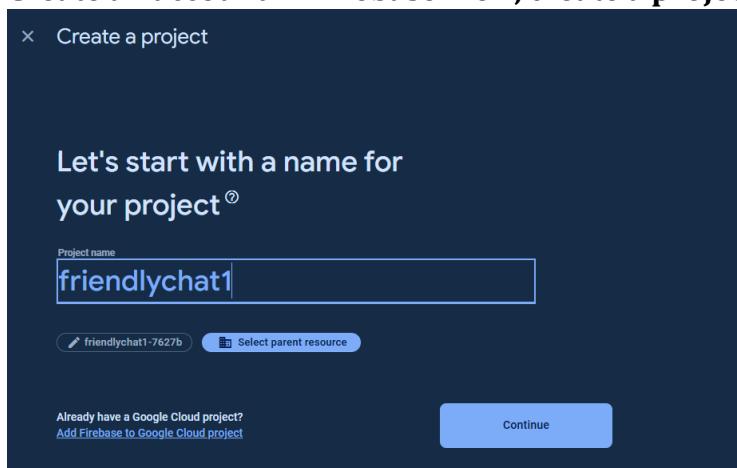 Create a project
Let's start with a name for
your project
Project name
friendlychat1
friendlychat1-7627b
Select parent resource
Already have a Google Cloud project?
Add Firebase to Google Cloud project
Continue